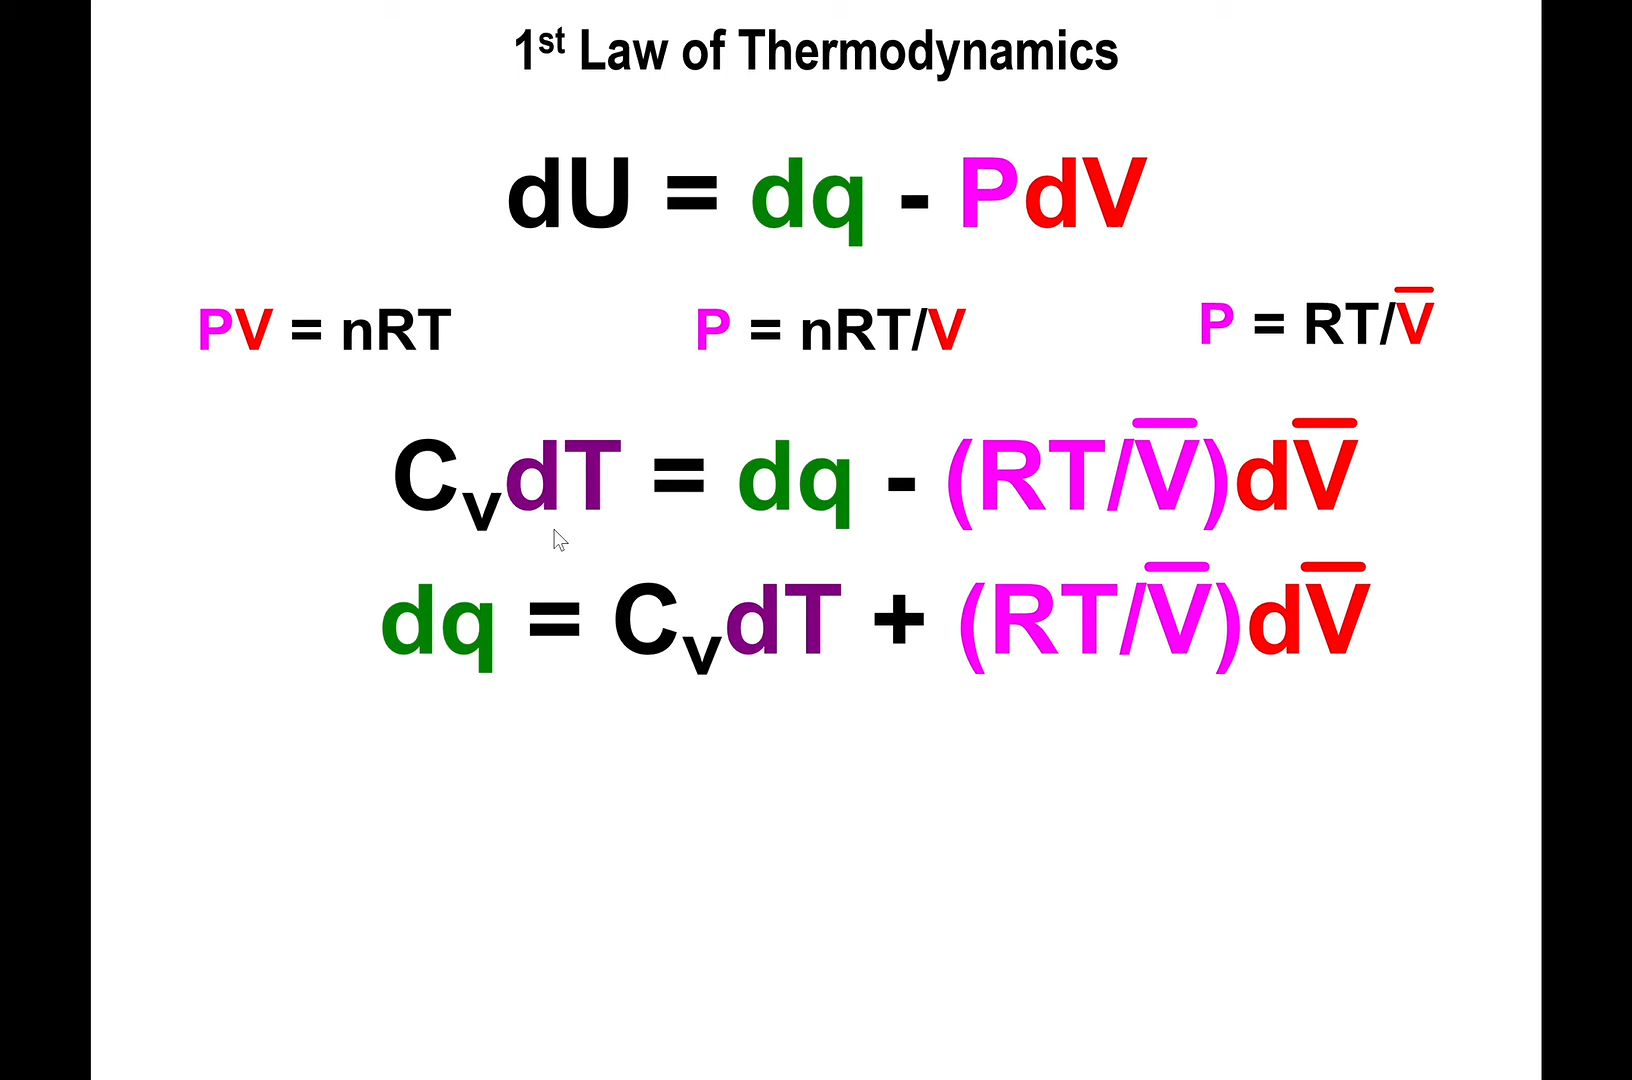 1st Law of Thermodynamics
dU = dq - PdV
PV = nRT P = nRT/V P = RT/V̅
CvdT = dq - (RT/V̅)dV̅
dq = CvdT + (RT/V̅)dV̅